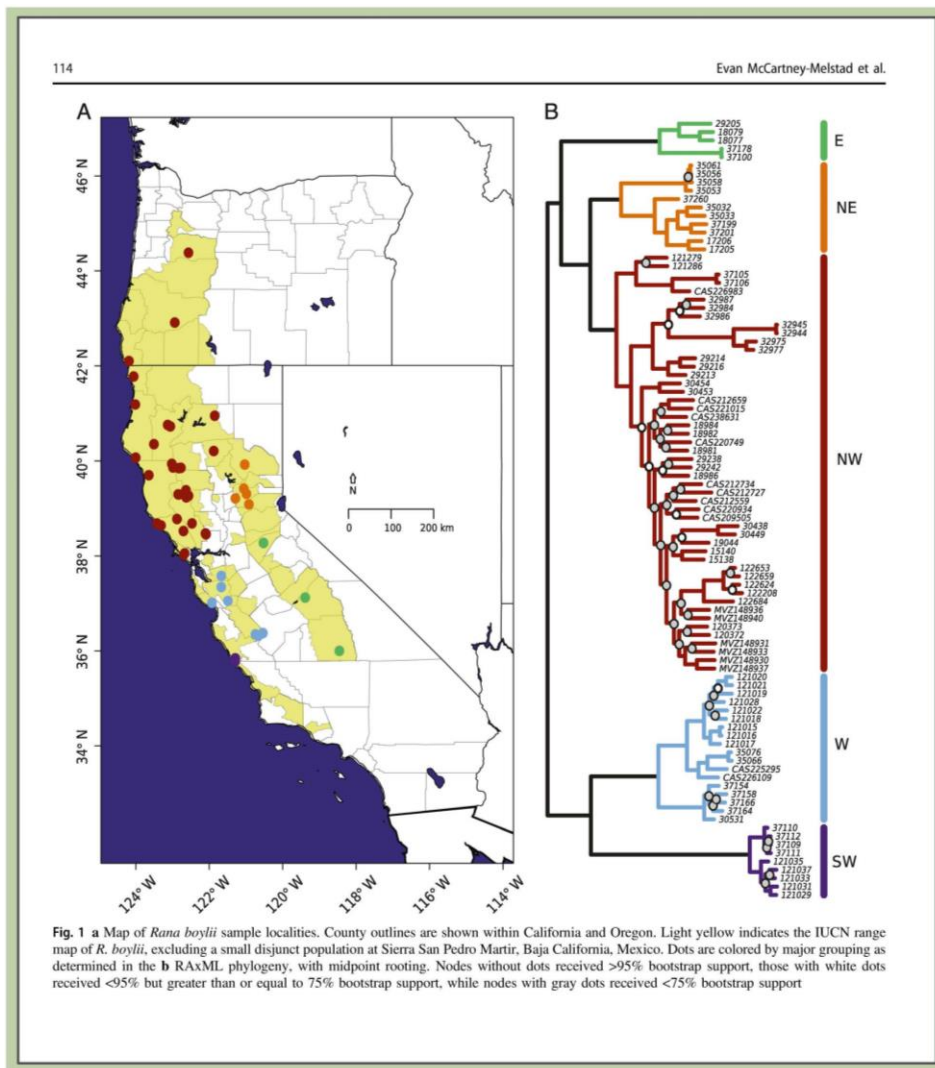 114
Evan McCartney-Melstad et al.
A
46° N
44° N
42° N
40° N
38° N
36° N
34° N
N
0 100 200 km
124° W
122° W
120° W
118° W
116° W
114° W
B
29205
18079
18077
37178
37100
E
35061
35056
35058
35053
37260
35032
35033
37199
37201
17206
17205
NE
121279
121286
37105
37106
CAS226983
32987
32984
32986
32945
32944
32975
32977
29214
29216
29213
30454
30453
CAS212659
CAS221015
CAS238631
18984
18982
CAS220749
18981
29238
29242
18986
CAS212734
CAS212727
CAS212559
CAS220934
CAS209505
30438
30449
19044
15140
15138
122653
122659
122624
122208
122684
MVZ148936
MVZ148940
120373
120372
MVZ148931
MVZ148933
MVZ148930
MVZ148937
NW
121020
121021
121019
121028
121022
121018
121015
121016
121017
35076
35066
CAS225295
CAS226109
37154
37158
37166
37164
30531
W
37110
37112
37109
37111
121035
121037
121033
121031
121029
SW
Fig. 1 a Map of Rana boylii sample localities. County outlines are shown within California and Oregon. Light yellow indicates the IUCN range
map of R. boylii, excluding a small disjunct population at Sierra San Pedro Martir, Baja California, Mexico. Dots are colored by major grouping as
determined in the b RAxML phylogeny, with midpoint rooting. Nodes without dots received >95% bootstrap support, those with white dots
received <95% but greater than or equal to 75% bootstrap support, while nodes with gray dots received <75% bootstrap support